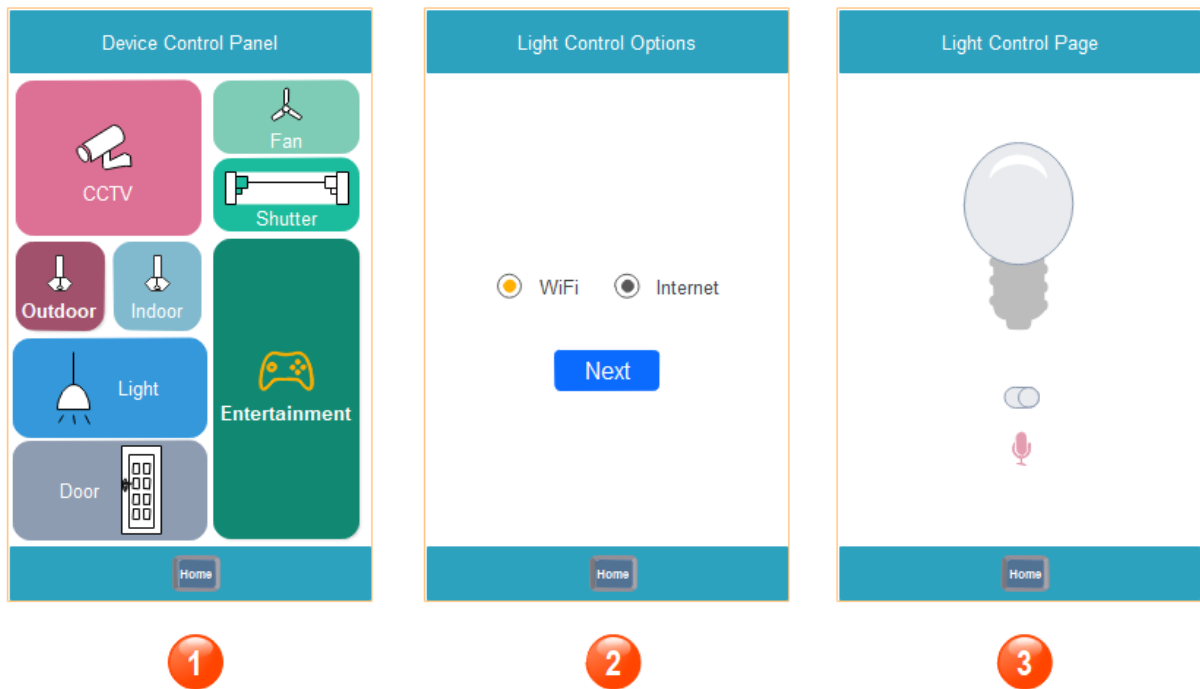 Device Control Panel
CCTV
Fan
Shutter
Outdoor
Indoor
Light
Entertainment
Door
Home
1
Light Control Options
WiFi
Internet
Next
Home
2
Light Control Page
Home
3